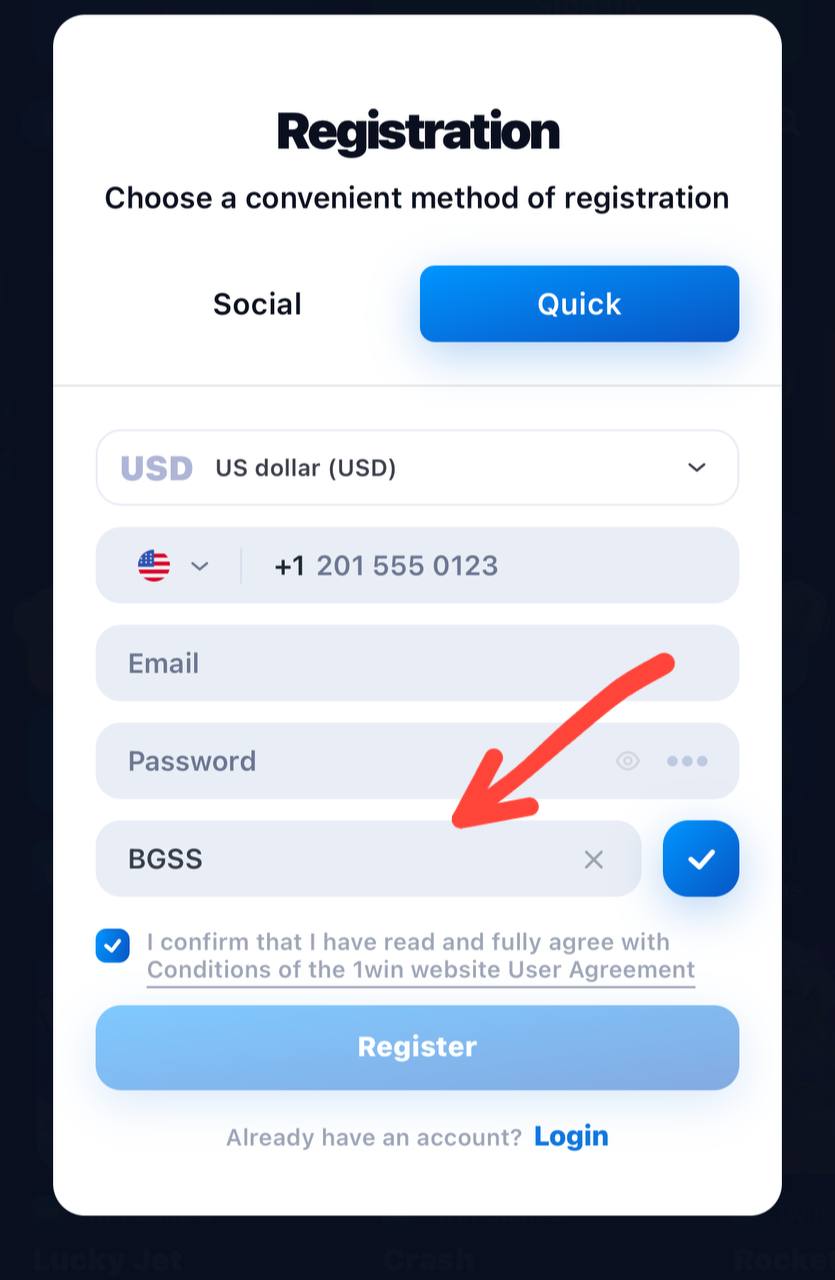 Registration
Choose a convenient method of registration
Social
Quick
USD US dollar (USD)
+1 201 555 0123
Email
Password
BGSS
I confirm that I have read and fully agree with
Conditions of the 1win website User Agreement
Register
Already have an account? Login
Lucky Jet
Crash
Rocke